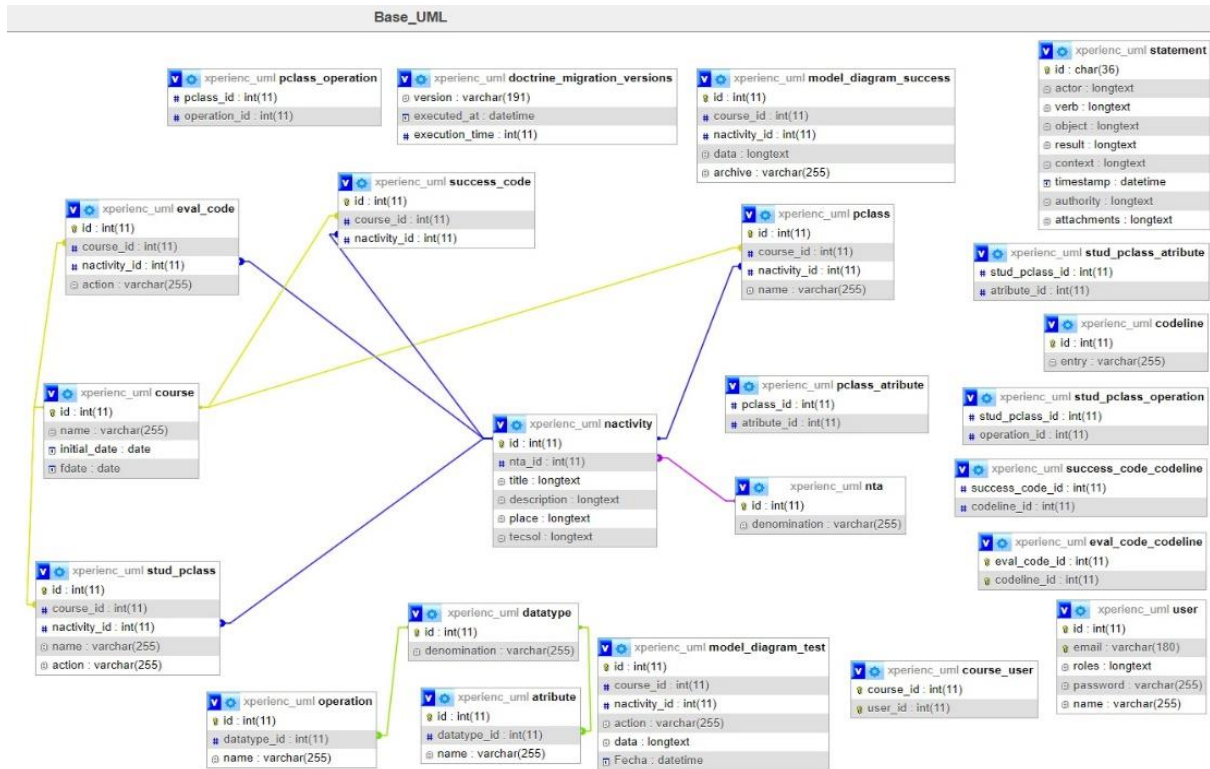 Base_UML
xperienc_uml pclass_operation
pclass_id : int(11)
operation_id : int(11)
xperienc_uml doctrine_migration_versions
version : varchar(191)
executed_at : datetime
execution_time : int(11)
xperienc_uml model_diagram_success
id : int(11)
course_id : int(11)
nactivity_id : int(11)
data : longtext
archive : varchar(255)
xperienc_uml statement
id : char(36)
actor : longtext
verb : longtext
object : longtext
result : longtext
context : longtext
timestamp : datetime
authority : longtext
attachments : longtext
xperienc_uml eval_code
id : int(11)
course_id : int(11)
nactivity_id : int(11)
action : varchar(255)
xperienc_uml success_code
id : int(11)
course_id : int(11)
nactivity_id : int(11)
xperienc_uml pclass
id : int(11)
course_id : int(11)
nactivity_id : int(11)
name : varchar(255)
xperienc_uml stud_pclass_atribute
stud_pclass_id : int(11)
atribute_id : int(11)
xperienc_uml codeline
id : int(11)
entry : varchar(255)
xperienc_uml course
id : int(11)
name : varchar(255)
initial_date : date
fdate : date
xperienc_uml nactivity
id : int(11)
nta_id : int(11)
title : longtext
description : longtext
place : longtext
tecsol : longtext
xperienc_uml pclass_atribute
pclass_id : int(11)
atribute_id : int(11)
xperienc_uml stud_pclass_operation
stud_pclass_id : int(11)
operation_id : int(11)
xperienc_uml nta
id : int(11)
denomination : varchar(255)
xperienc_uml success_code_codeline
success_code_id : int(11)
codeline_id : int(11)
xperienc_uml eval_code_codeline
eval_code_id : int(11)
codeline_id : int(11)
xperienc_uml stud_pclass
id : int(11)
course_id : int(11)
nactivity_id : int(11)
name : varchar(255)
action : varchar(255)
xperienc_uml datatype
id : int(11)
denomination : varchar(255)
xperienc_uml operation
id : int(11)
datatype_id : int(11)
name : varchar(255)
xperienc_uml atribute
id : int(11)
datatype_id : int(11)
name : varchar(255)
xperienc_uml model_diagram_test
id : int(11)
course_id : int(11)
nactivity_id : int(11)
action : varchar(255)
data : longtext
Fecha : datetime
xperienc_uml course_user
course_id : int(11)
user_id : int(11)
xperienc_uml user
id : int(11)
email : varchar(180)
roles : longtext
password : varchar(255)
name : varchar(255)